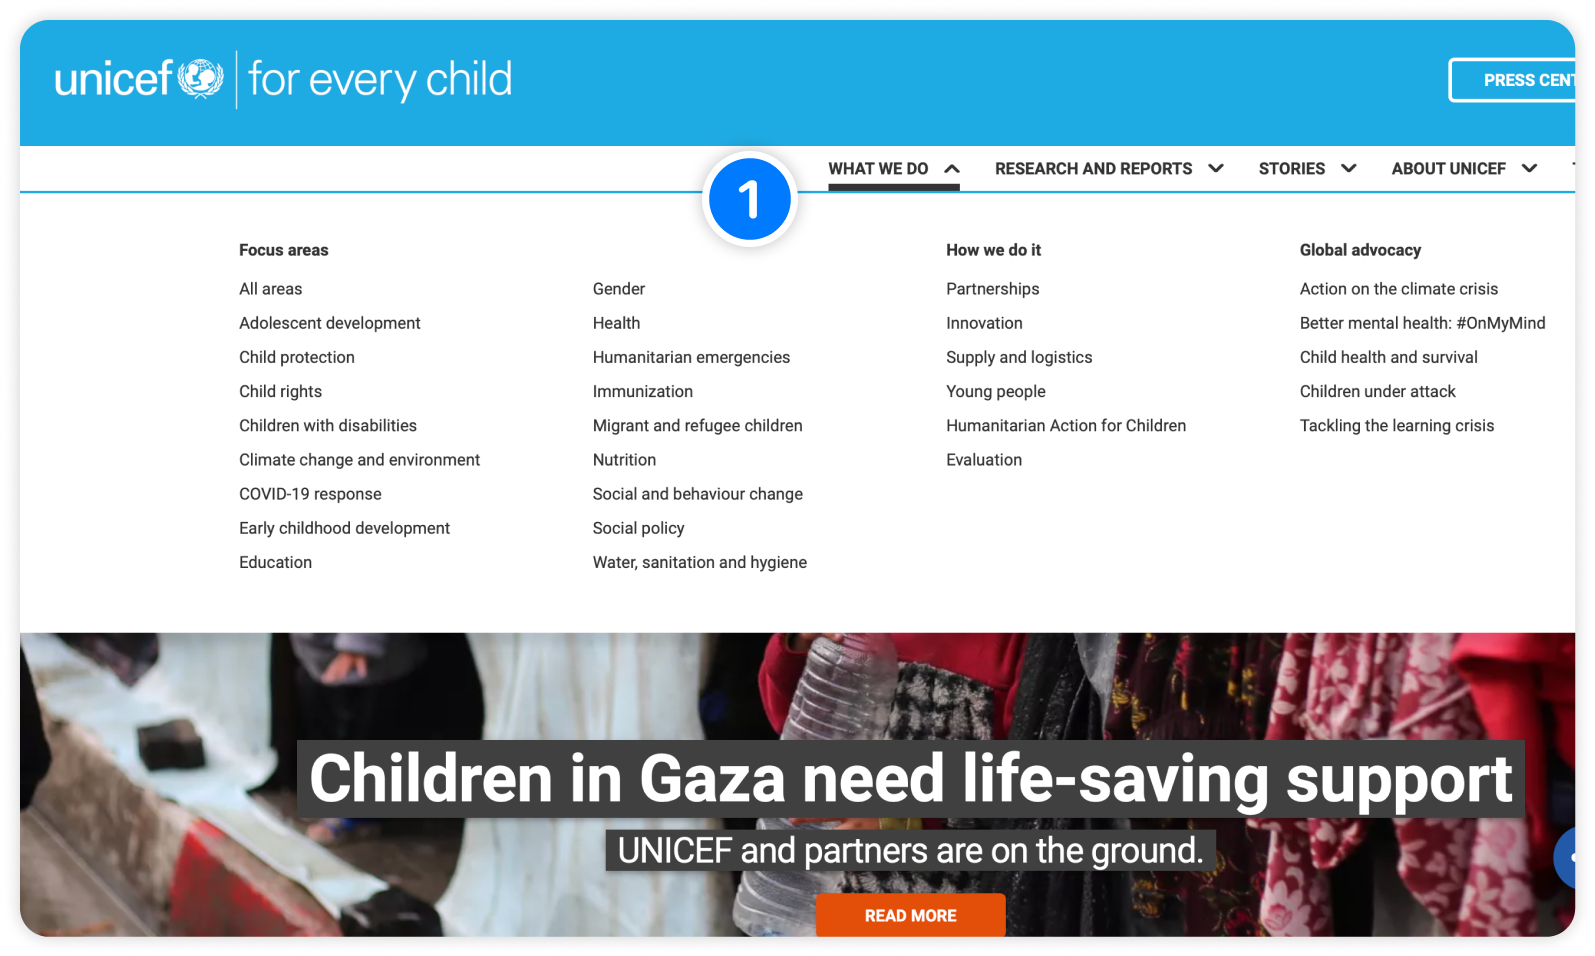 unicef for every child
PRESS CENT
WHAT WE DO
RESEARCH AND REPORTS
STORIES
ABOUT UNICEF
1
Focus areas
All areas
Adolescent development
Child protection
Child rights
Children with disabilities
Climate change and environment
COVID-19 response
Early childhood development
Education
Gender
Health
Humanitarian emergencies
Immunization
Migrant and refugee children
Nutrition
Social and behaviour change
Social policy
Water, sanitation and hygiene
How we do it
Partnerships
Innovation
Supply and logistics
Young people
Humanitarian Action for Children
Evaluation
Global advocacy
Action on the climate crisis
Better mental health: #OnMyMind
Child health and survival
Children under attack
Tackling the learning crisis
Children in Gaza need life-saving support
UNICEF and partners are on the ground.
READ MORE